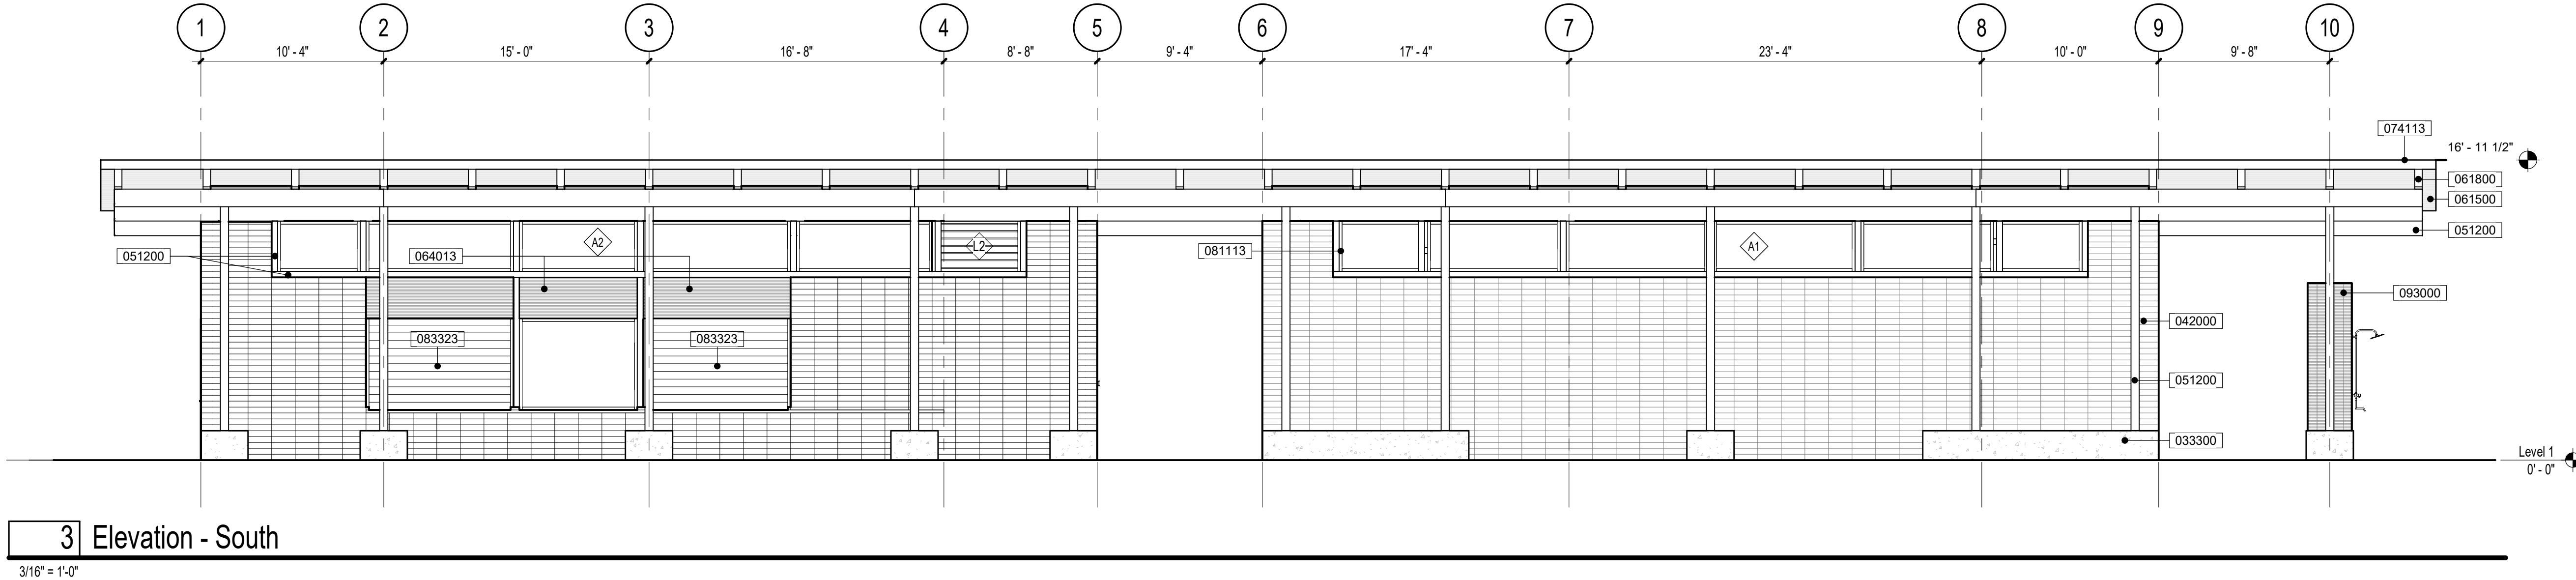 1 2 3 4 5 6 7 8 9 10
10' - 4" 15' - 0" 16' - 8" 8' - 8" 9' - 4" 17' - 4" 23' - 4" 10' - 0" 9' - 8"
074113
16' - 11 1/2"
061800
061500
051200
A2
L2
A1
051200
064013
081113
093000
042000
083323
083323
051200
033300
Level 1
0' - 0"
3 Elevation - South
3/16" = 1'-0"